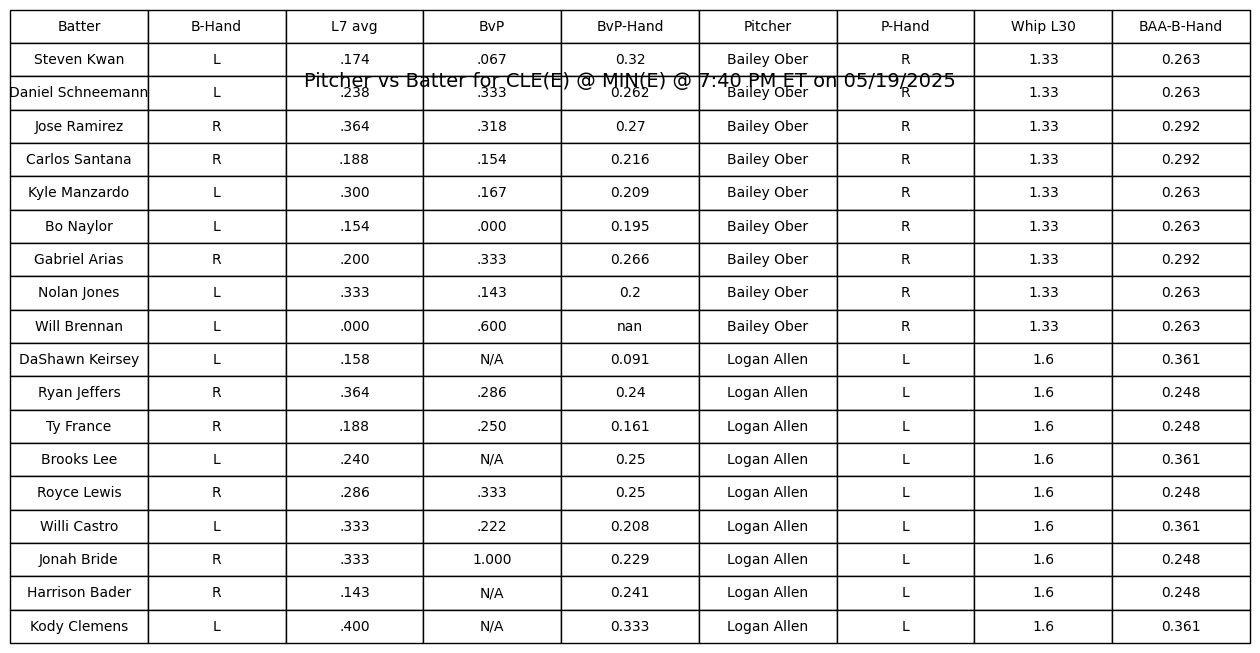 Batter B-Hand L7 avg BvP BvP-Hand Pitcher P-Hand Whip L30 BAA-B-Hand
Steven Kwan L .174 .067 0.32 Bailey Ober R 1.33 0.263
Pitcher vs Batter for CLE(E) @ MIN(E) @ 7:40 PM ET on 05/19/2025
Daniel Schneemann L .238 .333 0.262 Bailey Ober R 1.33 0.263
Jose Ramirez R .364 .318 0.27 Bailey Ober R 1.33 0.292
Carlos Santana R .188 .154 0.216 Bailey Ober R 1.33 0.292
Kyle Manzardo L .300 .167 0.209 Bailey Ober R 1.33 0.263
Bo Naylor L .154 .000 0.195 Bailey Ober R 1.33 0.263
Gabriel Arias R .200 .333 0.266 Bailey Ober R 1.33 0.292
Nolan Jones L .333 .143 0.2 Bailey Ober R 1.33 0.263
Will Brennan L .000 .600 nan Bailey Ober R 1.33 0.263
DaShawn Keirsey L .158 N/A 0.091 Logan Allen L 1.6 0.361
Ryan Jeffers R .364 .286 0.24 Logan Allen L 1.6 0.248
Ty France R .188 .250 0.161 Logan Allen L 1.6 0.248
Brooks Lee L .240 N/A 0.25 Logan Allen L 1.6 0.361
Royce Lewis R .286 .333 0.25 Logan Allen L 1.6 0.248
Willi Castro L .333 .222 0.208 Logan Allen L 1.6 0.361
Jonah Bride R .333 1.000 0.229 Logan Allen L 1.6 0.248
Harrison Bader R .143 N/A 0.241 Logan Allen L 1.6 0.248
Kody Clemens L .400 N/A 0.333 Logan Allen L 1.6 0.361